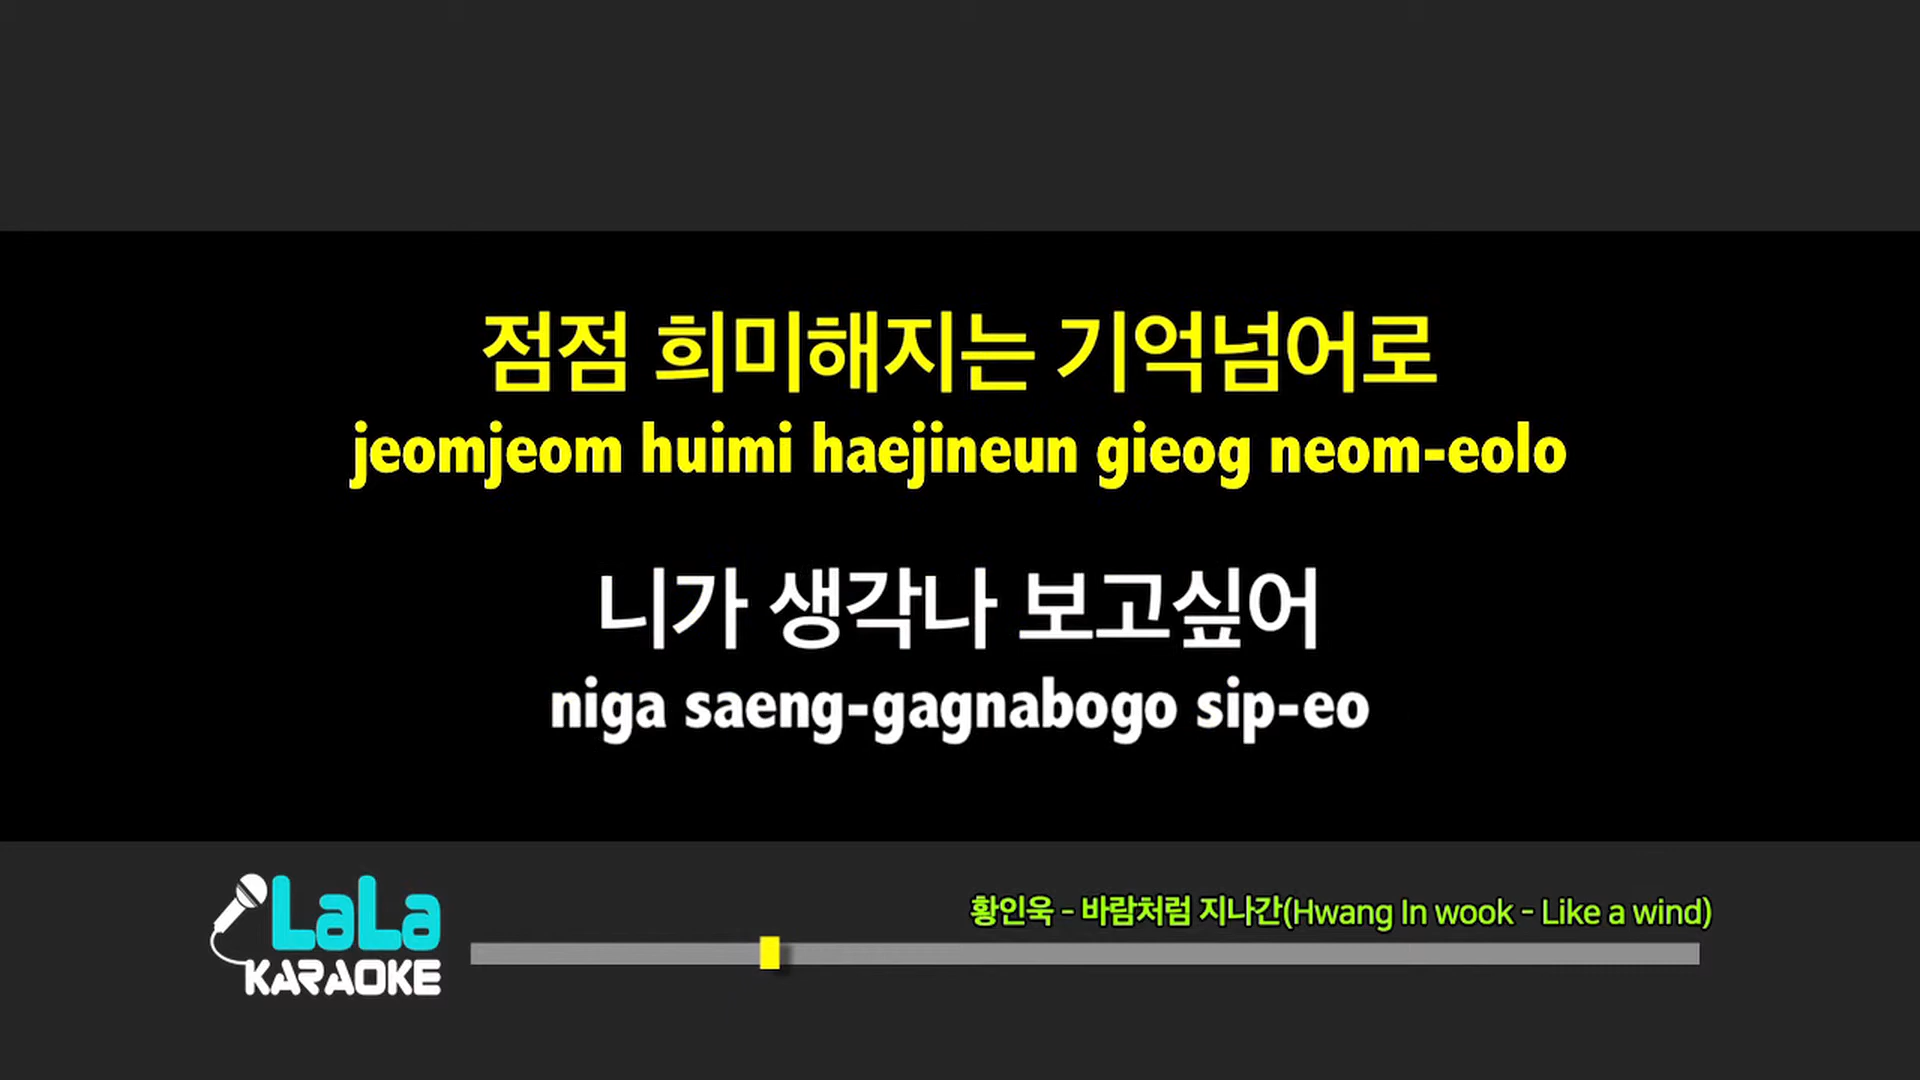 점점 희미해지는 기억넘어로
jeomjeom huimi haejineun gieog neom-eolo
니가 생각나 보고싶어
niga saeng-gagnabogo sip-eo
LaLa
KARAOKE
황인욱 - 바람처럼 지나간(Hwang In wook - Like a wind)